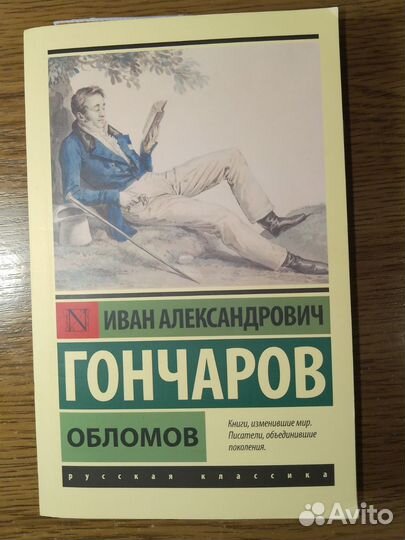 N ИВАН АЛЕКСАНДРОВИЧ
ГОНЧАРОВ
ОБЛОМОВ
Книги, изменившие мир.
Писатели, объединившие
поколения.
русская классика
Avito